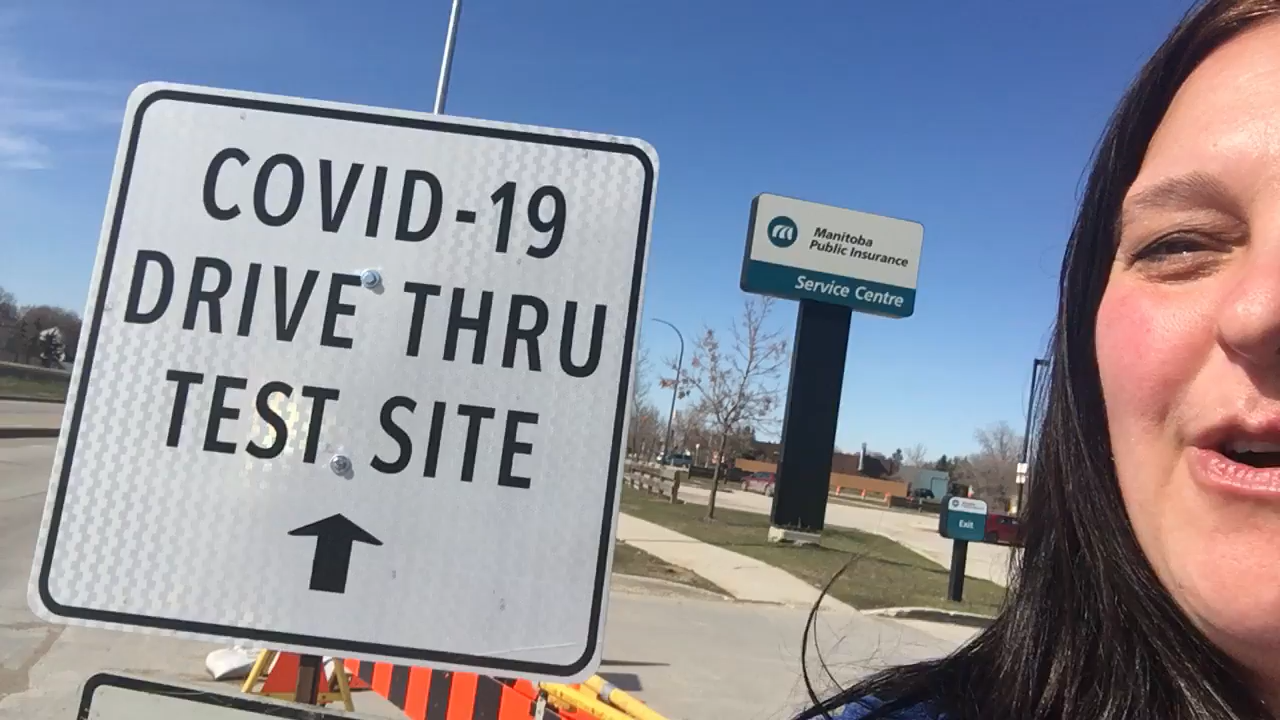 COVID-19
DRIVE THRU
TEST SITE
Manitoba
Public Insurance
Service Centre
Exit